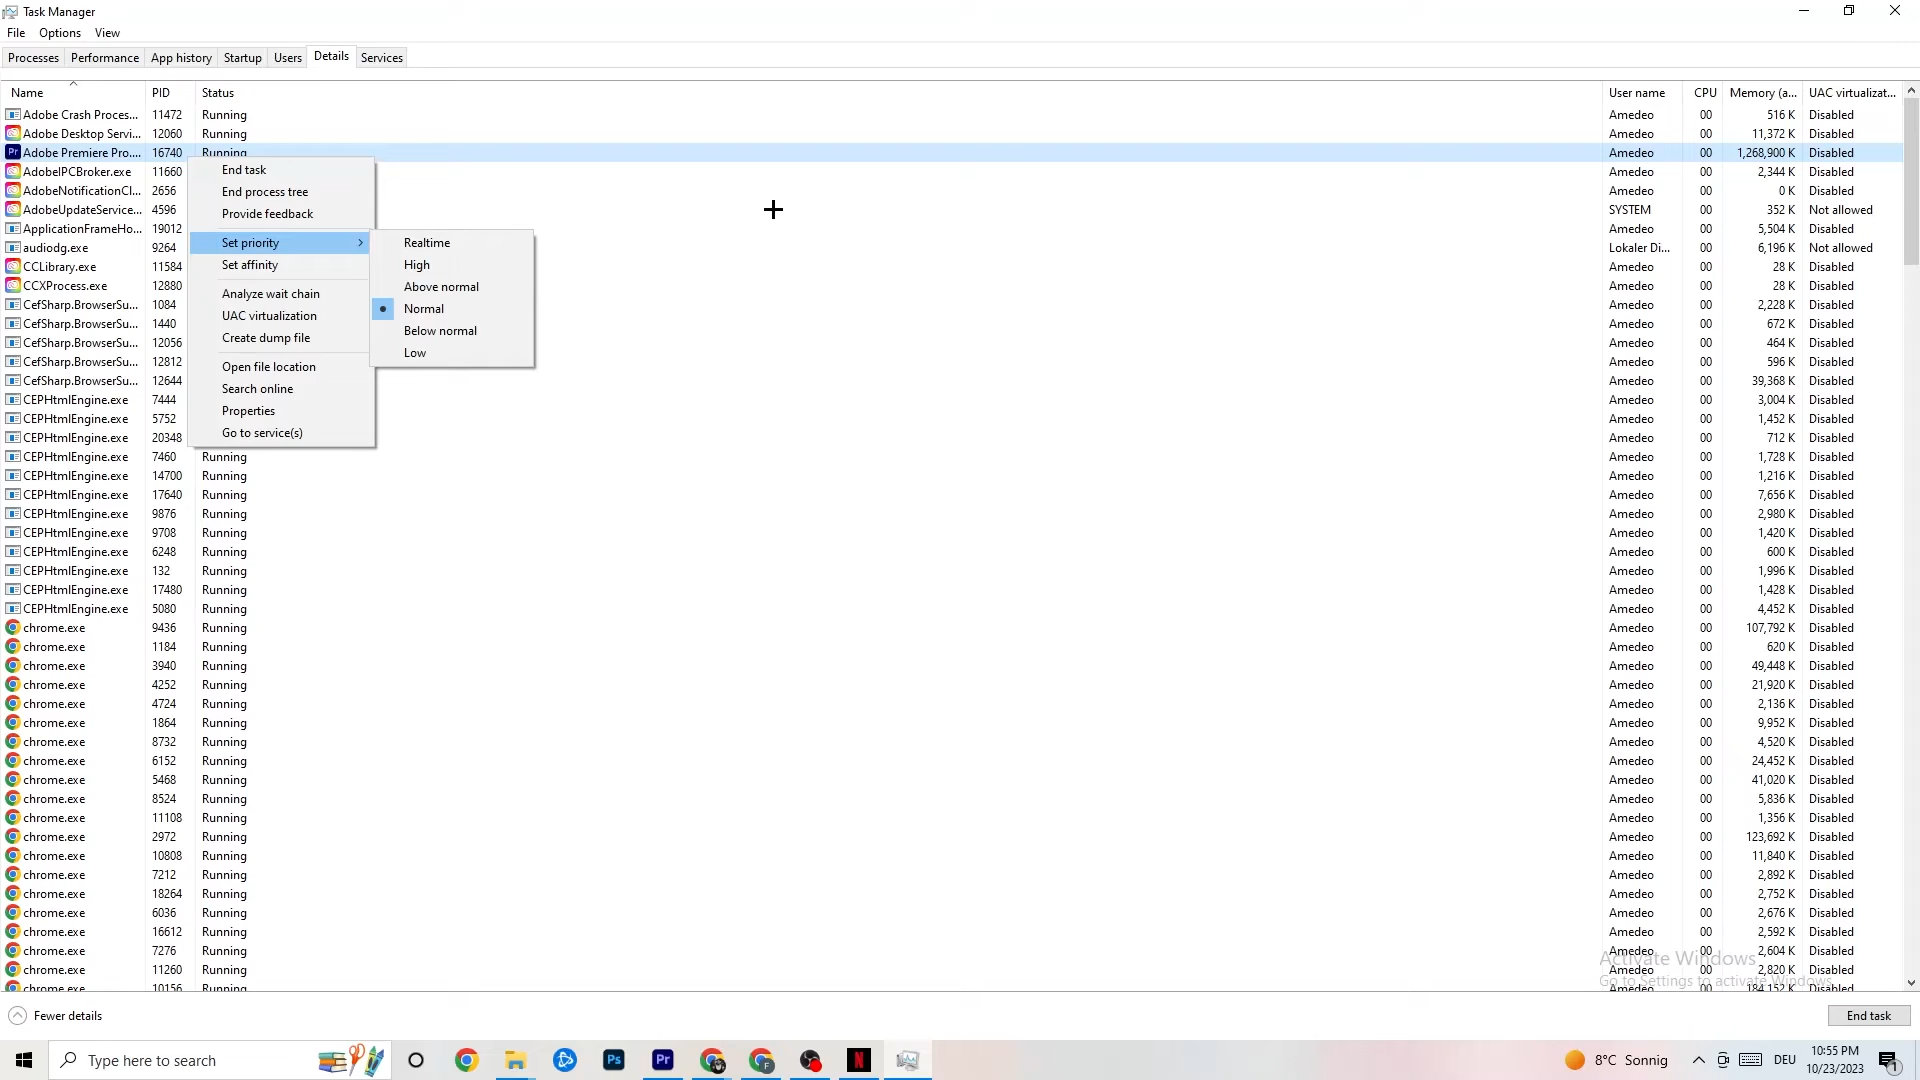 Task Manager
File Options View
Processes Performance App history Startup Users Details Services
Name PID Status User name CPU Memory (a... UAC virtualizat...
Adobe Crash Proces... 11472 Running Amedeo 00 516 K Disabled
Adobe Desktop Servi... 12060 Running Amedeo 00 11,372 K Disabled
Adobe Premiere Pro.... 16740 Running Amedeo 00 1,268,900 K Disabled
AdobeIPCBroker.exe 11660 Amedeo 00 2,344 K Disabled
AdobeNotificationCl... 2656 Amedeo 00 0 K Disabled
AdobeUpdateService... 4596 SYSTEM 00 352 K Not allowed
ApplicationFrameHo... 19012 Amedeo 00 5,504 K Disabled
audiodg.exe 9264 Lokaler Di... 00 6,196 K Not allowed
CCLibrary.exe 11584 Amedeo 00 28 K Disabled
CCXProcess.exe 12880 Amedeo 00 28 K Disabled
CefSharp.BrowserSu... 1084 Amedeo 00 2,228 K Disabled
CefSharp.BrowserSu... 1440 Amedeo 00 672 K Disabled
CefSharp.BrowserSu... 12056 Amedeo 00 464 K Disabled
CefSharp.BrowserSu... 12812 Amedeo 00 596 K Disabled
CefSharp.BrowserSu... 12644 Amedeo 00 39,368 K Disabled
CEPHtmlEngine.exe 7444 Amedeo 00 3,004 K Disabled
CEPHtmlEngine.exe 5752 Amedeo 00 1,452 K Disabled
CEPHtmlEngine.exe 20348 Amedeo 00 712 K Disabled
CEPHtmlEngine.exe 7460 Running Amedeo 00 1,728 K Disabled
CEPHtmlEngine.exe 14700 Running Amedeo 00 1,216 K Disabled
CEPHtmlEngine.exe 17640 Running Amedeo 00 7,656 K Disabled
CEPHtmlEngine.exe 9876 Running Amedeo 00 2,980 K Disabled
CEPHtmlEngine.exe 9708 Running Amedeo 00 1,420 K Disabled
CEPHtmlEngine.exe 6248 Running Amedeo 00 600 K Disabled
CEPHtmlEngine.exe 132 Running Amedeo 00 1,996 K Disabled
CEPHtmlEngine.exe 17480 Running Amedeo 00 1,428 K Disabled
CEPHtmlEngine.exe 5080 Running Amedeo 00 4,452 K Disabled
chrome.exe 9436 Running Amedeo 00 107,792 K Disabled
chrome.exe 1184 Running Amedeo 00 620 K Disabled
chrome.exe 3940 Running Amedeo 00 49,448 K Disabled
chrome.exe 4252 Running Amedeo 00 21,920 K Disabled
chrome.exe 4724 Running Amedeo 00 2,136 K Disabled
chrome.exe 1864 Running Amedeo 00 9,952 K Disabled
chrome.exe 8732 Running Amedeo 00 4,520 K Disabled
chrome.exe 6152 Running Amedeo 00 24,452 K Disabled
chrome.exe 5468 Running Amedeo 00 41,020 K Disabled
chrome.exe 8524 Running Amedeo 00 5,836 K Disabled
chrome.exe 11108 Running Amedeo 00 1,356 K Disabled
chrome.exe 2972 Running Amedeo 00 123,692 K Disabled
chrome.exe 10808 Running Amedeo 00 11,840 K Disabled
chrome.exe 7212 Running Amedeo 00 2,892 K Disabled
chrome.exe 18264 Running Amedeo 00 2,752 K Disabled
chrome.exe 6036 Running Amedeo 00 2,676 K Disabled
chrome.exe 16612 Running Amedeo 00 2,592 K Disabled
chrome.exe 7276 Running Amedeo 00 2,604 K Disabled
chrome.exe 11260 Running Amedeo 00 2,820 K Disabled
chrome.exe 10156 Running Amedeo 00 184,152 K Disabled
End task
End process tree
Provide feedback
Set priority
Set affinity
Analyze wait chain
UAC virtualization
Create dump file
Open file location
Search online
Properties
Go to service(s)
Realtime
High
Above normal
Normal
Below normal
Low
Activate Windows
Go to Settings to activate Windows.
Fewer details End task
Type here to search
Ps
Pr
F
N
8°C Sonnig
DEU
10:55 PM
10/23/2023
1